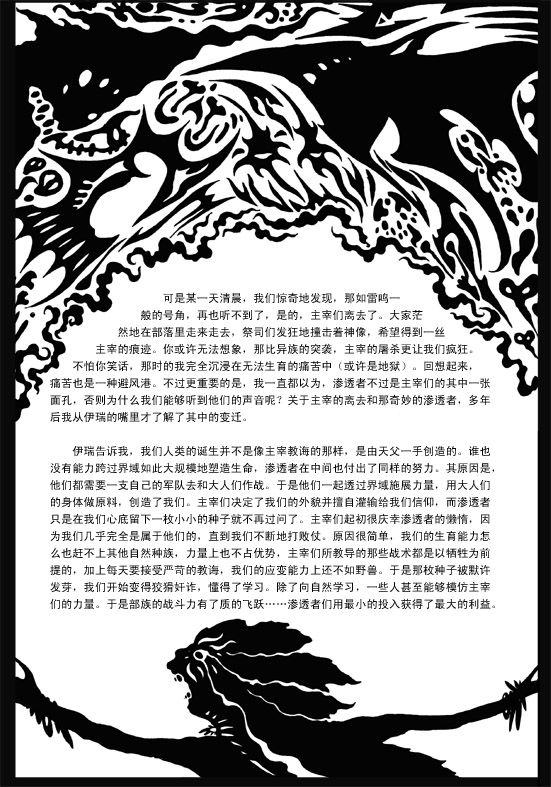 可是某一天清晨，我们惊奇地发现，那如雷鸣一
般的号角，再也听不到了，是的，主宰们离去了。大家茫
然地在部落里走来走去，祭司们发狂地撞击着神像，希望得到一丝
主宰的痕迹。你或许无法想象，那比异族的突袭，主宰的屠杀更让我们疯狂。
不怕你笑话，那时的我完全沉浸在无法生育的痛苦中（或许是地狱）。回想起来，
痛苦也是一种避风港。不过更重要的是，我一直都以为，渗透者不过是主宰们的其中一张
面孔，否则为什么我们能够听到他们的声音呢？关于主宰的离去和那奇妙的渗透者，多年
后我从伊瑞的嘴里才了解了其中的变迁。
伊瑞告诉我，我们人类的诞生并不是像主宰教诲的那样，是由天父一手创造的。谁也
没有能力跨过界域如此大规模地塑造生命，渗透者在中间也付出了同样的努力。其原因是，
他们都需要一支自己的军队去和大人们作战。于是他们一起透过界域施展力量，用大人们
的身体做原料，创造了我们。主宰们决定了我们的外貌并擅自灌输给我们信仰，而渗透者
只是在我们心底留下一枚小小的种子就不再过问了。主宰们起初很庆幸渗透者的懒惰，因
为我们几乎完全是属于他们的，直到我们不断地打败仗。原因很简单，我们的生育能力怎
么也赶不上其他自然种族，力量上也不占优势，主宰们所教导的那些战术都是以牺牲为前
提的，加上每天要接受严苛的教诲，我们的应变能力上还不如野兽。于是那枚种子被默许
发芽，我们开始变得狡猾奸诈，懂得了学习。除了向自然学习，一些人甚至能够模仿主宰
们的力量。于是部族的战斗力有了质的飞跃……渗透者们用最小的投入获得了最大的利益。